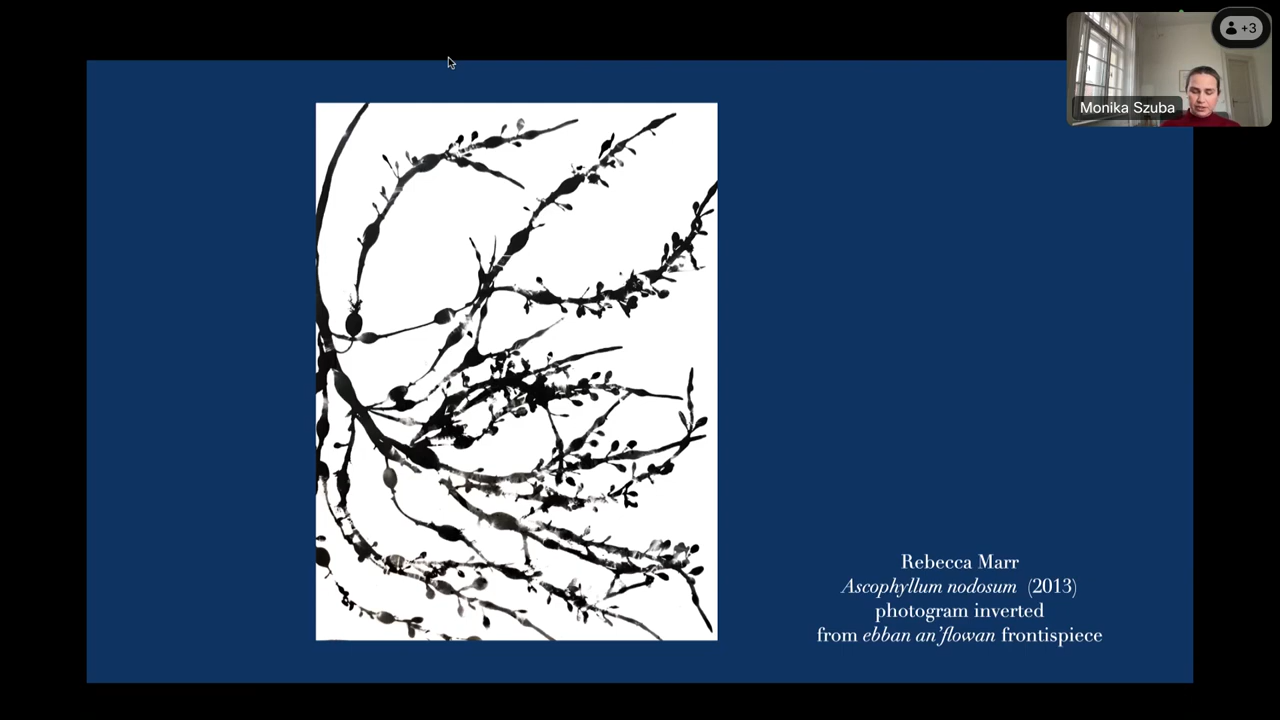 +3
Monika Szuba
Rebecca Marr
Ascophyllum nodosum (2013)
photogram inverted
from ebban an'flowan frontispiece